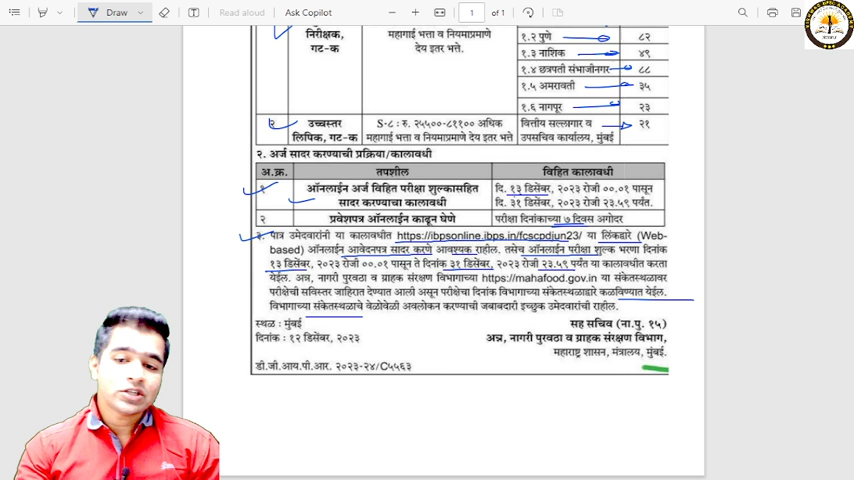 Draw
Read aloud
Ask Copilot
1
of 1
निरीक्षक,
गट-क
महागाई भत्ता व नियमाप्रमाणे
देय इतर भत्ते.
१.२ पुणे ८२
१.३ नाशिक ४९
१.४ छत्रपती संभाजीनगर ८८
१.५ अमरावती ३५
१.६ नागपूर २३
२ उच्चस्तर लिपिक, गट-क
S-८ : रु. २५५००-८११०० अधिक
महागाई भत्ता व नियमाप्रमाणे देय इतर भत्ते
वित्तीय सल्लागार व
उपसचिव कार्यालय, मुंबई
२१
२. अर्ज सादर करण्याची प्रक्रिया/कालावधी
अ.क्र. तपशील विहित कालावधी
१ ऑनलाईन अर्ज विहित परीक्षा शुल्कासहित
सादर करण्याचा कालावधी
दि. १३ डिसेंबर, २०२३ रोजी ००.०१ पासून
दि. ३१ डिसेंबर, २०२३ रोजी २३.५९ पर्यंत.
२ प्रवेशपत्र ऑनलाईन काढून घेणे परीक्षा दिनांकाच्या ७ दिवस अगोदर
३. पात्र उमेदवारांनी या कालावधीत https://ibpsonline.ibps.in/fcscpdjun23/ या लिंकद्वारे (Web-
based) ऑनलाईन आवेदनपत्र सादर करणे आवश्यक राहील. तसेच ऑनलाईन परीक्षा शुल्क भरणा दिनांक
१३ डिसेंबर, २०२३ रोजी ००.०१ पासून ते दिनांक ३१ डिसेंबर, २०२३ रोजी २३.५९ पर्यंत या कालावधीत करता
येईल. अन्न, नागरी पुरवठा व ग्राहक संरक्षण विभागाच्या https://mahafood.gov.in या संकेतस्थळावर
परीक्षेची सविस्तर जाहिरात देण्यात आली असून परीक्षेचा दिनांक विभागाच्या संकेतस्थळाद्वारे कळविण्यात येईल.
विभागाच्या संकेतस्थळाचे वेळोवेळी अवलोकन करण्याची जबाबदारी इच्छुक उमेदवारांची राहील.
स्थळ : मुंबई
दिनांक : १२ डिसेंबर, २०२३
सह सचिव (ना.पु. १५)
अन्न, नागरी पुरवठा व ग्राहक संरक्षण विभाग,
महाराष्ट्र शासन, मंत्रालय, मुंबई.
डी.जी.आय.पी.आर. २०२३-२४/C५५६३